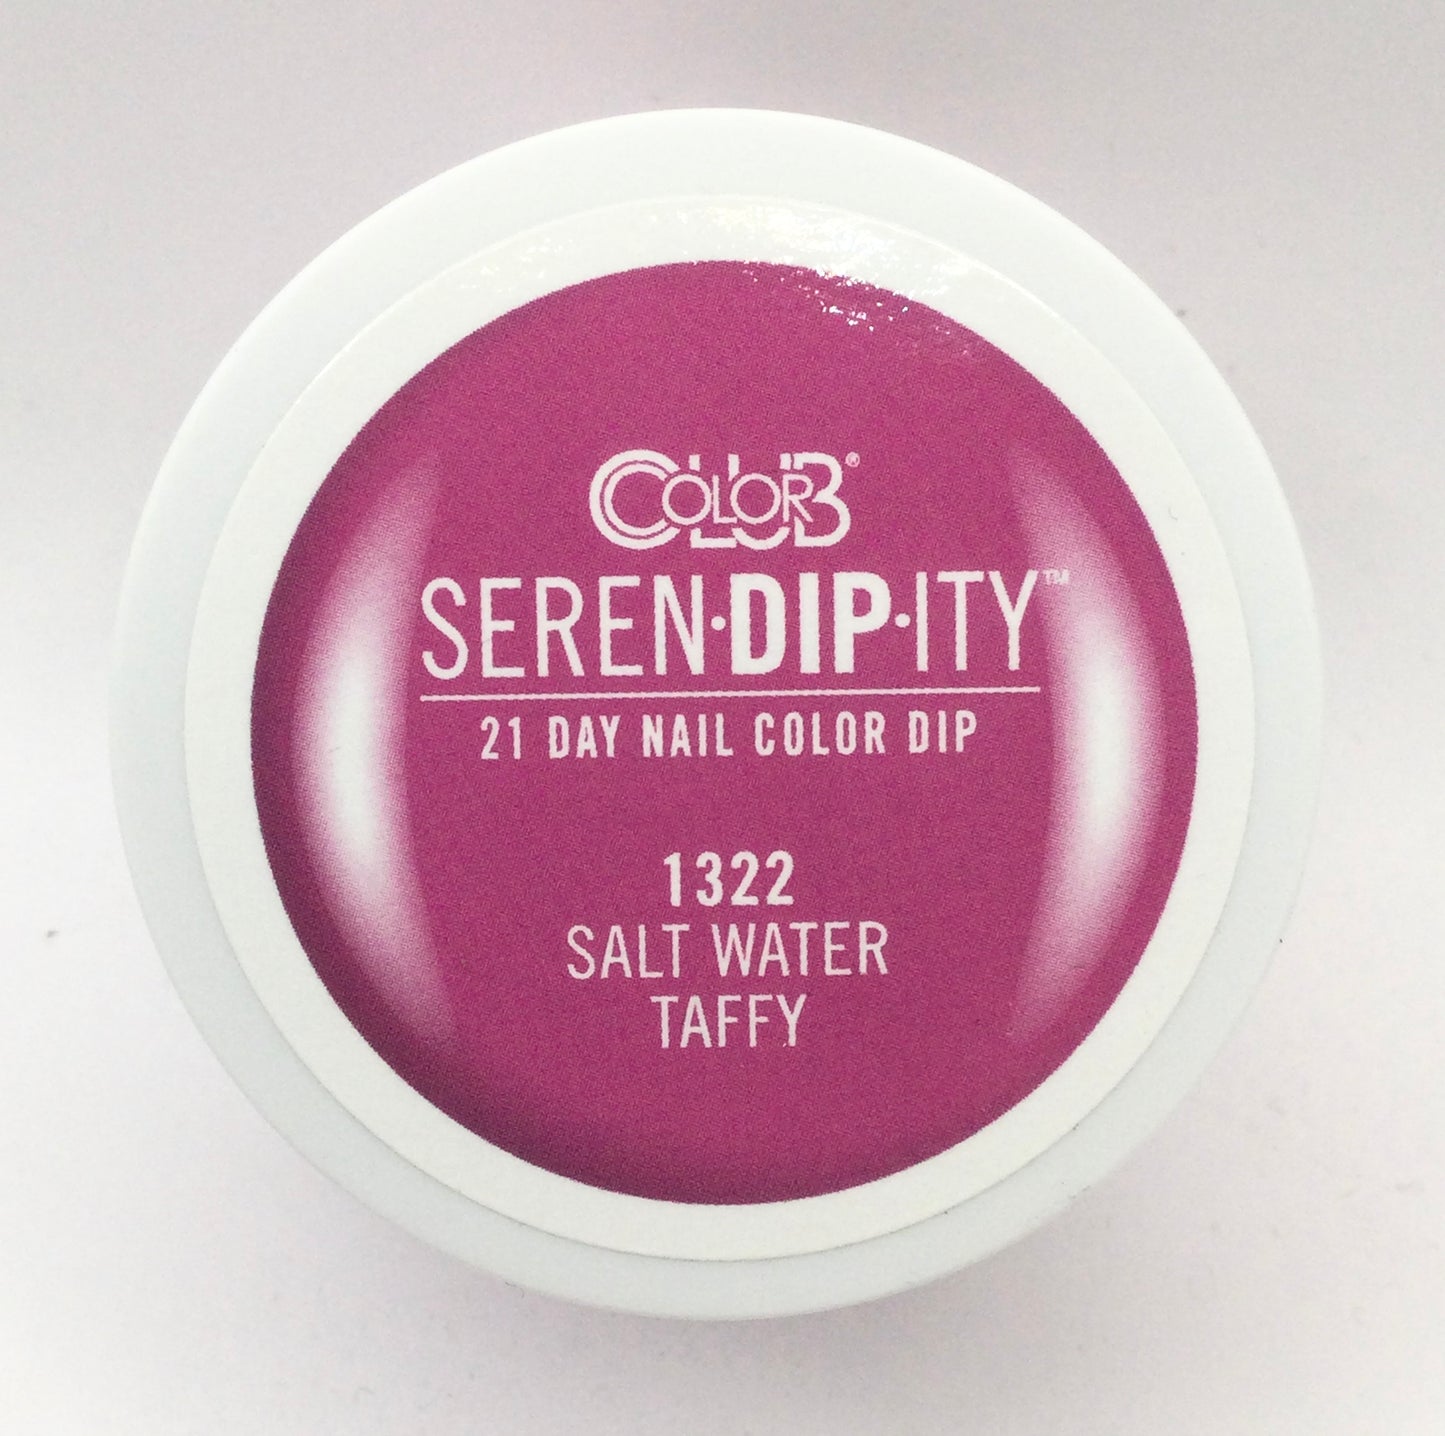 COLOR CLUB®
SEREN·DIP·ITY™
21 DAY NAIL COLOR DIP
1322
SALT WATER
TAFFY